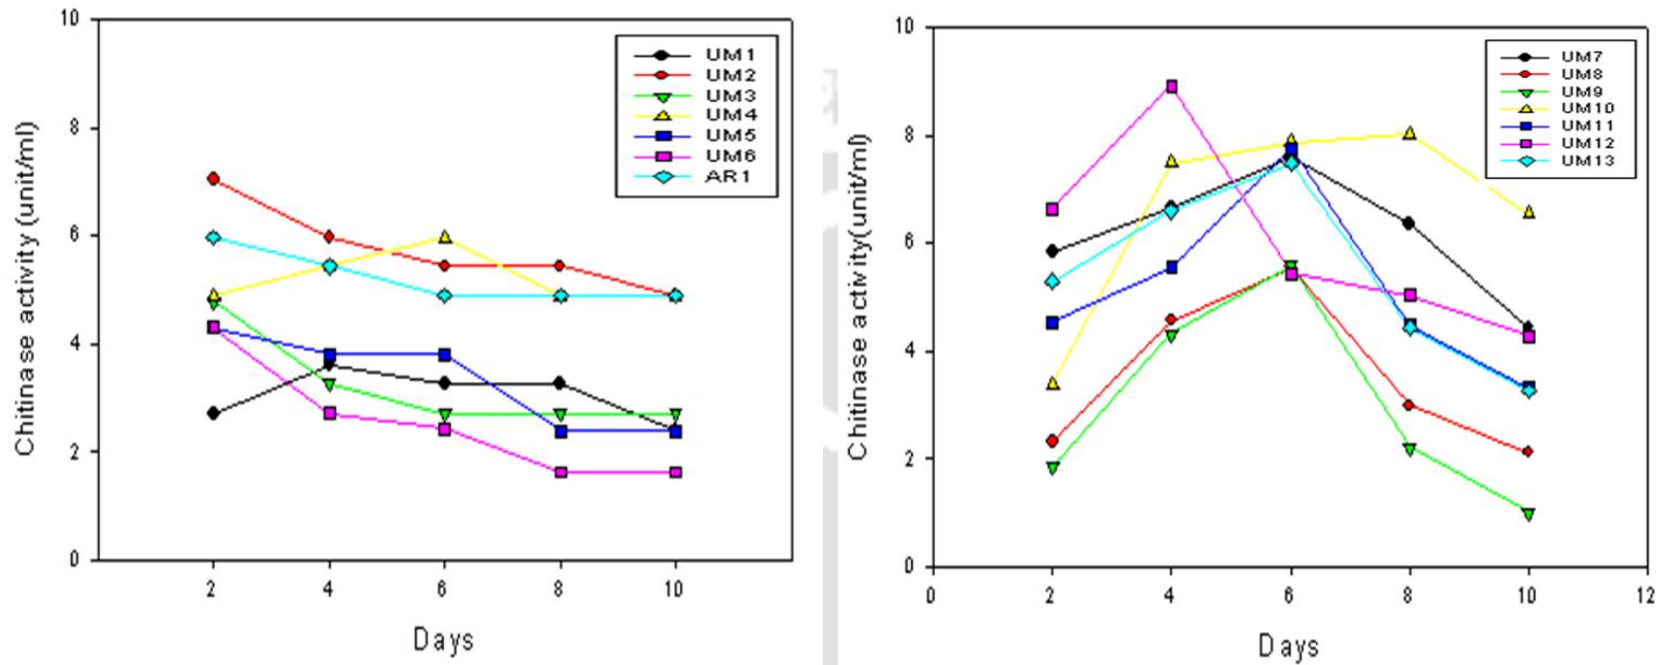 10
8
6
4
2
0
2
4
6
8
10
Chitinase activity (unit/ml)
Days
UM1
UM2
UM3
UM4
UM5
UM6
AR1
10
8
6
4
2
0
0
2
4
6
8
10
12
Chitinase activity(unit/ml)
Days
UM7
UM8
UM9
UM10
UM11
UM12
UM13